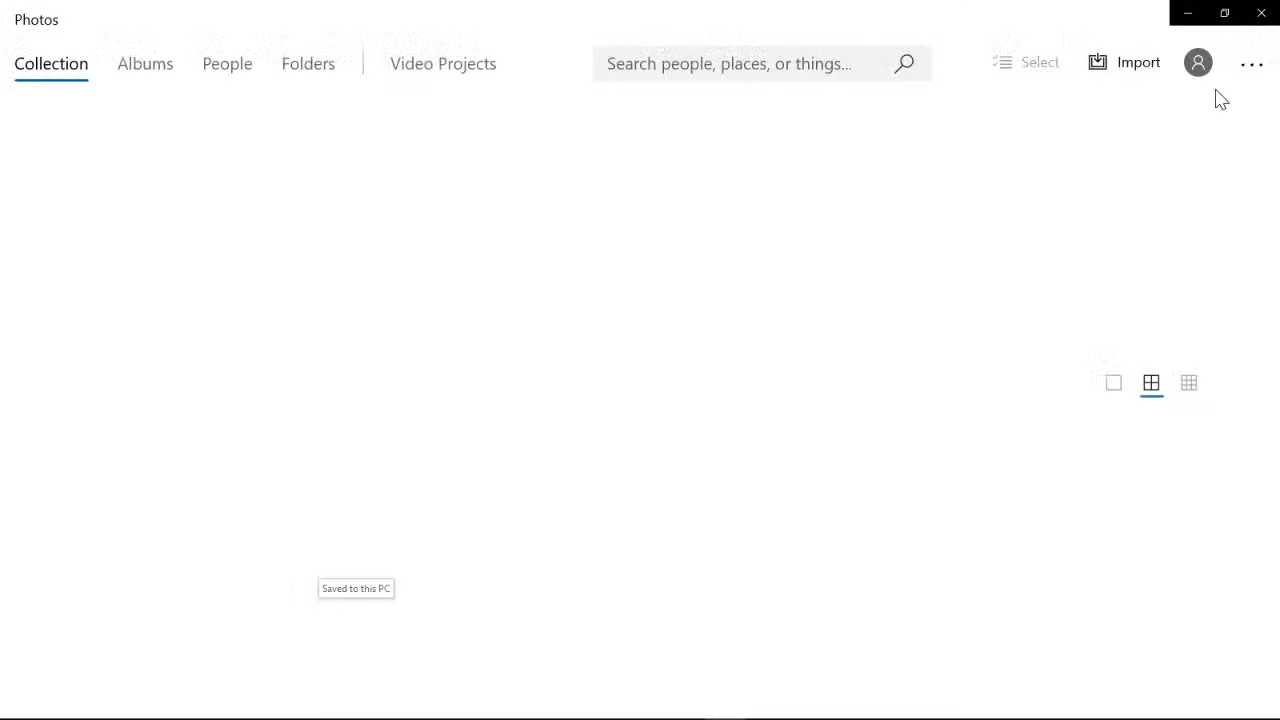 Photos
Collection Albums People Folders Video Projects Search people, places, or things... Select Import
Saved to this PC